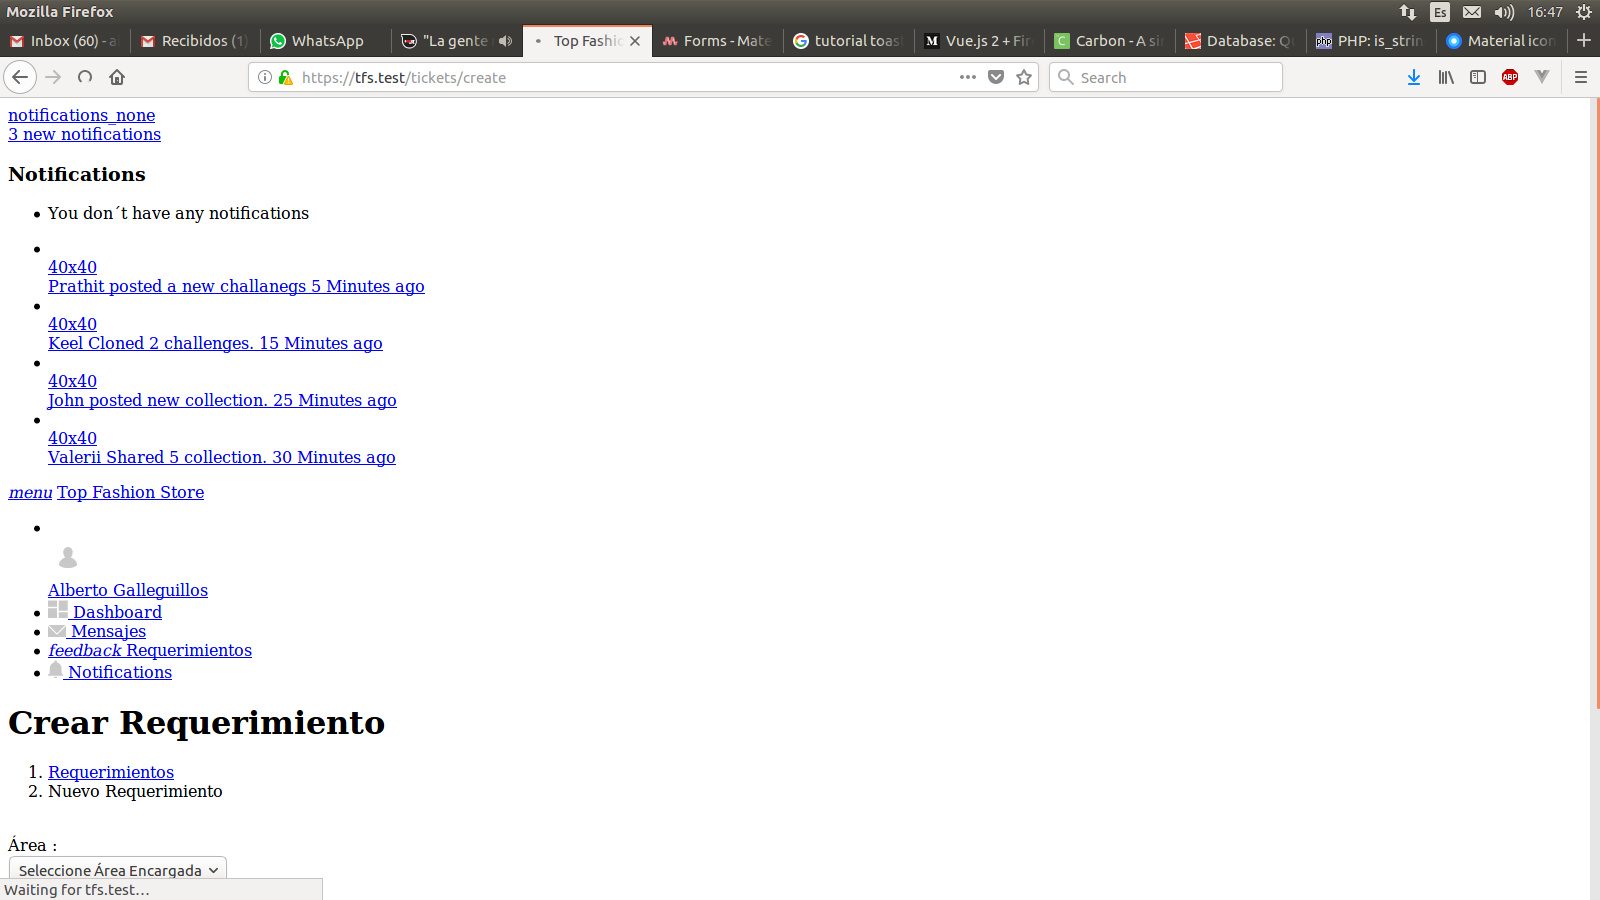 Mozilla Firefox
Es
16:47
Inbox (60) - a
Recibidos (1)
WhatsApp
"La gente
Top Fashi
Forms - Mate
tutorial toast
Vue.js 2 + Fir
Carbon - A si
Database: Qu
PHP: is_strin
Material icon
https://tfs.test/tickets/create
Search
ABP
notifications_none
3 new notifications
Notifications
You don´t have any notifications
40x40
Prathit posted a new challanegs 5 Minutes ago
40x40
Keel Cloned 2 challenges. 15 Minutes ago
40x40
John posted new collection. 25 Minutes ago
40x40
Valerii Shared 5 collection. 30 Minutes ago
menu Top Fashion Store
Alberto Galleguillos
Dashboard
Mensajes
feedback Requerimientos
Notifications
Crear Requerimiento
1. Requerimientos
2. Nuevo Requerimiento
Área :
Seleccione Área Encargada
Waiting for tfs.test...